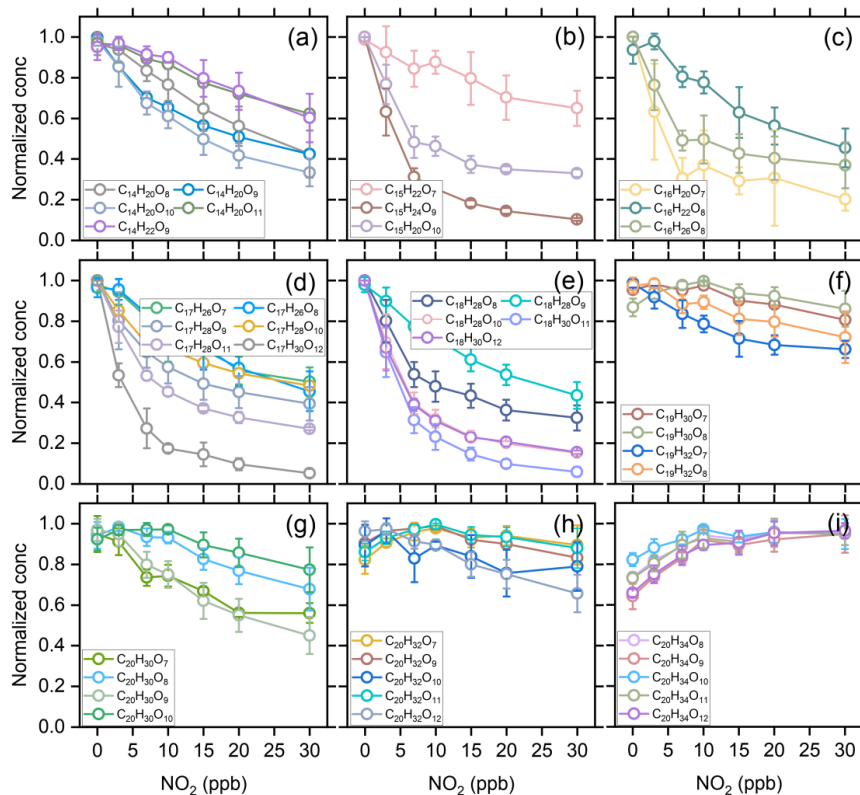 (a) (b) (c)
Normalized conc
1.0
0.8
0.6
0.4
0.2
0.0
C₁₄H₂₀O₈ C₁₄H₂₀O₉
C₁₄H₂₀O₁₀ C₁₄H₂₀O₁₁
C₁₄H₂₂O₉
C₁₅H₂₂O₇
C₁₅H₂₄O₉
C₁₅H₂₀O₁₀
C₁₆H₂₀O₇
C₁₆H₂₂O₈
C₁₆H₂₆O₈
(d) (e) (f)
Normalized conc
1.0
0.8
0.6
0.4
0.2
0.0
C₁₇H₂₆O₇ C₁₇H₂₆O₈
C₁₇H₂₈O₉ C₁₇H₂₈O₁₀
C₁₇H₂₈O₁₁ C₁₇H₃₀O₁₂
C₁₈H₂₈O₈ C₁₈H₂₈O₉
C₁₈H₂₈O₁₀ C₁₈H₃₀O₁₁
C₁₈H₃₀O₁₂
C₁₉H₃₀O₇
C₁₉H₃₀O₈
C₁₉H₃₂O₇
C₁₉H₃₂O₈
(g) (h) (i)
Normalized conc
1.0
0.8
0.6
0.4
0.2
0.0
C₂₀H₃₀O₇
C₂₀H₃₀O₈
C₂₀H₃₀O₉
C₂₀H₃₀O₁₀
C₂₀H₃₂O₇
C₂₀H₃₂O₉
C₂₀H₃₂O₁₀
C₂₀H₃₂O₁₁
C₂₀H₃₂O₁₂
C₂₀H₃₄O₈
C₂₀H₃₄O₉
C₂₀H₃₄O₁₀
C₂₀H₃₄O₁₁
C₂₀H₃₄O₁₂
0 5 10 15 20 25 30 0 5 10 15 20 25 30 0 5 10 15 20 25 30
NO₂ (ppb) NO₂ (ppb) NO₂ (ppb)